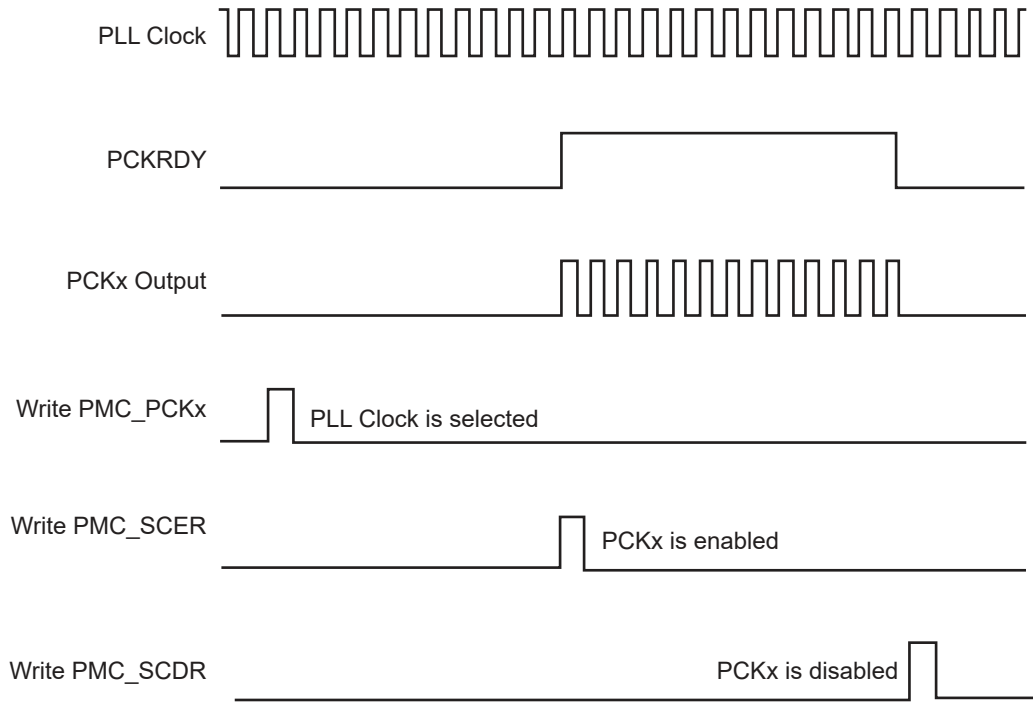 PLL Clock
PCKRDY
PCKx Output
Write PMC_PCKx
PLL Clock is selected
Write PMC_SCER
PCKx is enabled
Write PMC_SCDR
PCKx is disabled